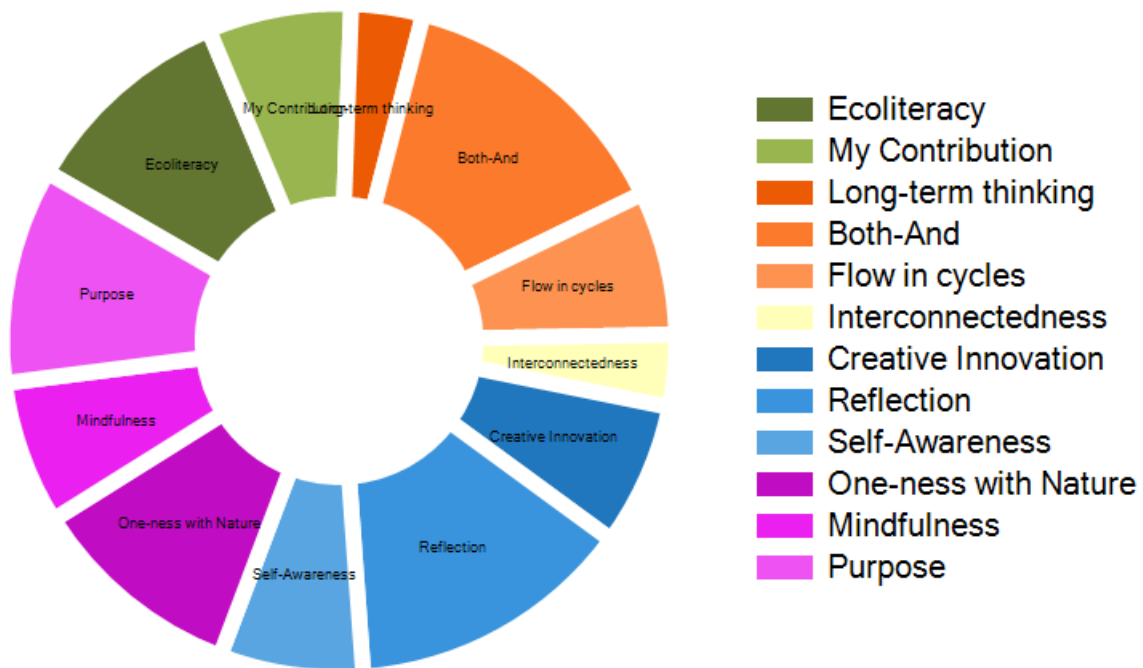 My Contribution
Long-term thinking
Both-And
Ecoliteracy
Purpose
Flow in cycles
Interconnectedness
Mindfulness
Creative Innovation
One-ness with Nature
Reflection
Self-Awareness
Ecoliteracy
My Contribution
Long-term thinking
Both-And
Flow in cycles
Interconnectedness
Creative Innovation
Reflection
Self-Awareness
One-ness with Nature
Mindfulness
Purpose